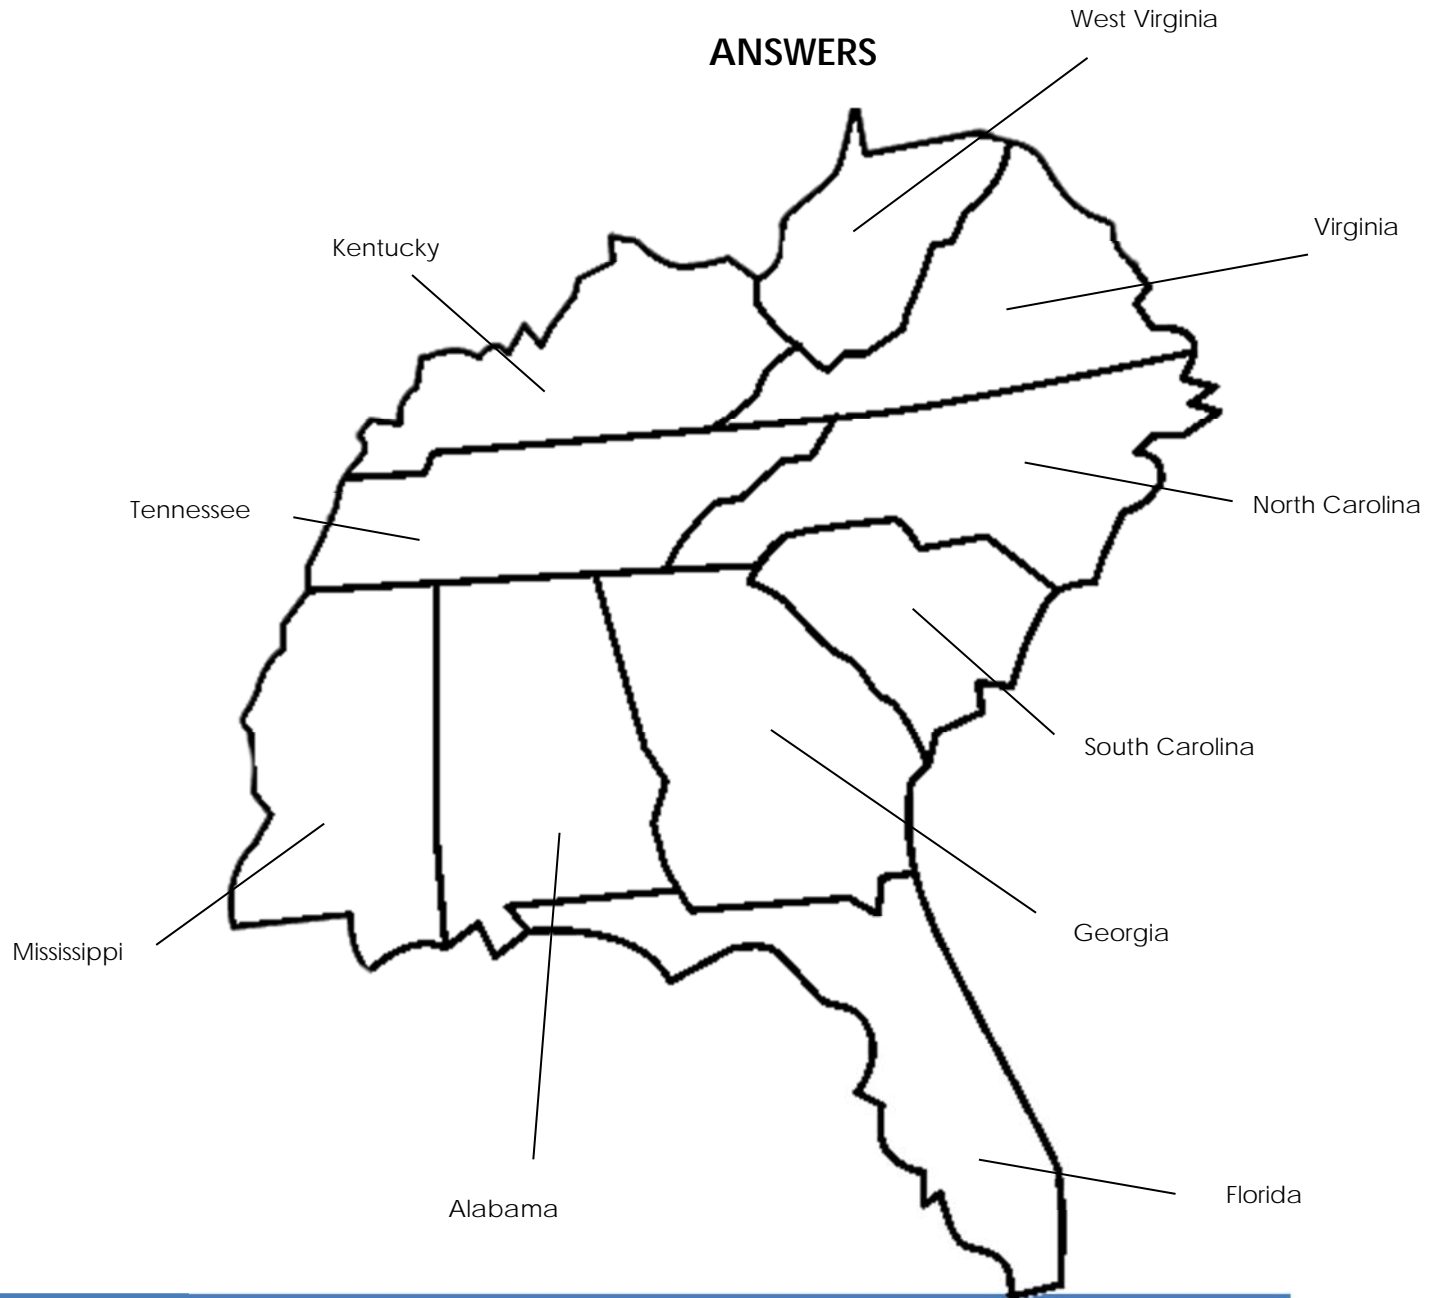 West Virginia
ANSWERS
Virginia
Kentucky
North Carolina
Tennessee
South Carolina
Georgia
Mississippi
Florida
Alabama